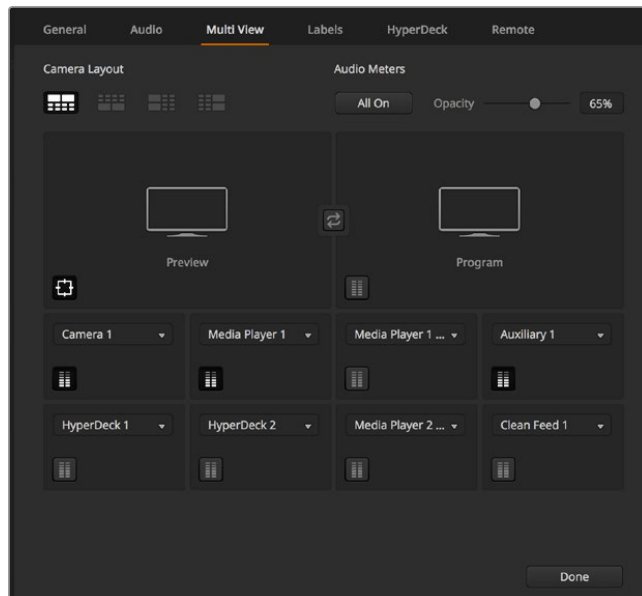 General Audio Multi View Labels HyperDeck Remote
Camera Layout Audio Meters
All On Opacity 65%
Preview Program
Camera 1 Media Player 1 Media Player 1 ... Auxiliary 1
HyperDeck 1 HyperDeck 2 Media Player 2 ... Clean Feed 1
Done